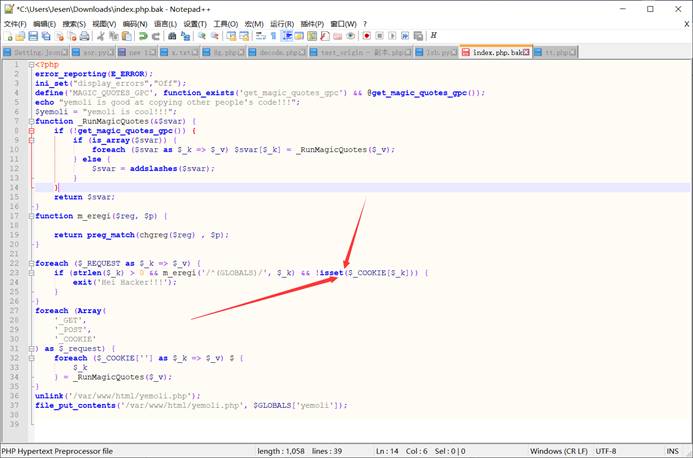 *C:\Users\Jesen\Downloads\index.php.bak - Notepad++
文件(F) 编辑(E) 搜索(S) 视图(V) 编码(N) 语言(L) 设置(T) 工具(O) 宏(M) 运行(R) 插件(P) 窗口(W) ?
Setting.json asr.py new 1 x.txt 8g.php decode.php text_origin - 副本.php lsb.php index.php.bak tt.php
1 <?php
2 error_reporting(E_ERROR);
3 ini_set("display_errors","Off");
4 define('MAGIC_QUOTES_GPC', function_exists('get_magic_quotes_gpc') && @get_magic_quotes_gpc());
5 echo "yemoli is good at copying other people's code!!!";
6 $yemoli = "yemoli is cool!!!";
7 function _RunMagicQuotes(&$svar) {
8 if (!get_magic_quotes_gpc()) {
9 if (is_array($svar)) {
10 foreach ($svar as $_k => $_v) $svar[$_k] = _RunMagicQuotes($_v);
11 } else {
12 $svar = addslashes($svar);
13 }
14 }
15 return $svar;
16 }
17 function m_eregi($reg, $p) {
18
19 return preg_match(chgreg($reg) , $p);
20 }
21
22 foreach ($_REQUEST as $_k => $_v) {
23 if (strlen($_k) > 0 && m_eregi('/^(GLOBALS)/', $_k) && !isset($_COOKIE[$_k])) {
24 exit('Hei Hacker!!!');
25 }
26 }
27 foreach (Array(
28 '_GET',
29 '_POST',
30 '_COOKIE'
31 ) as $_request) {
32 foreach ($_COOKIE[''] as $_k => $_v) $ {
33 $_k
34 } = _RunMagicQuotes($_v);
35 }
36 unlink('/var/www/html/yemoli.php');
37 file_put_contents('/var/www/html/yemoli.php', $GLOBALS['yemoli']);
38
39
PHP Hypertext Preprocessor file length : 1,058 lines : 39 Ln : 14 Col : 6 Sel : 0 | 0 Windows (CR LF) UTF-8 INS